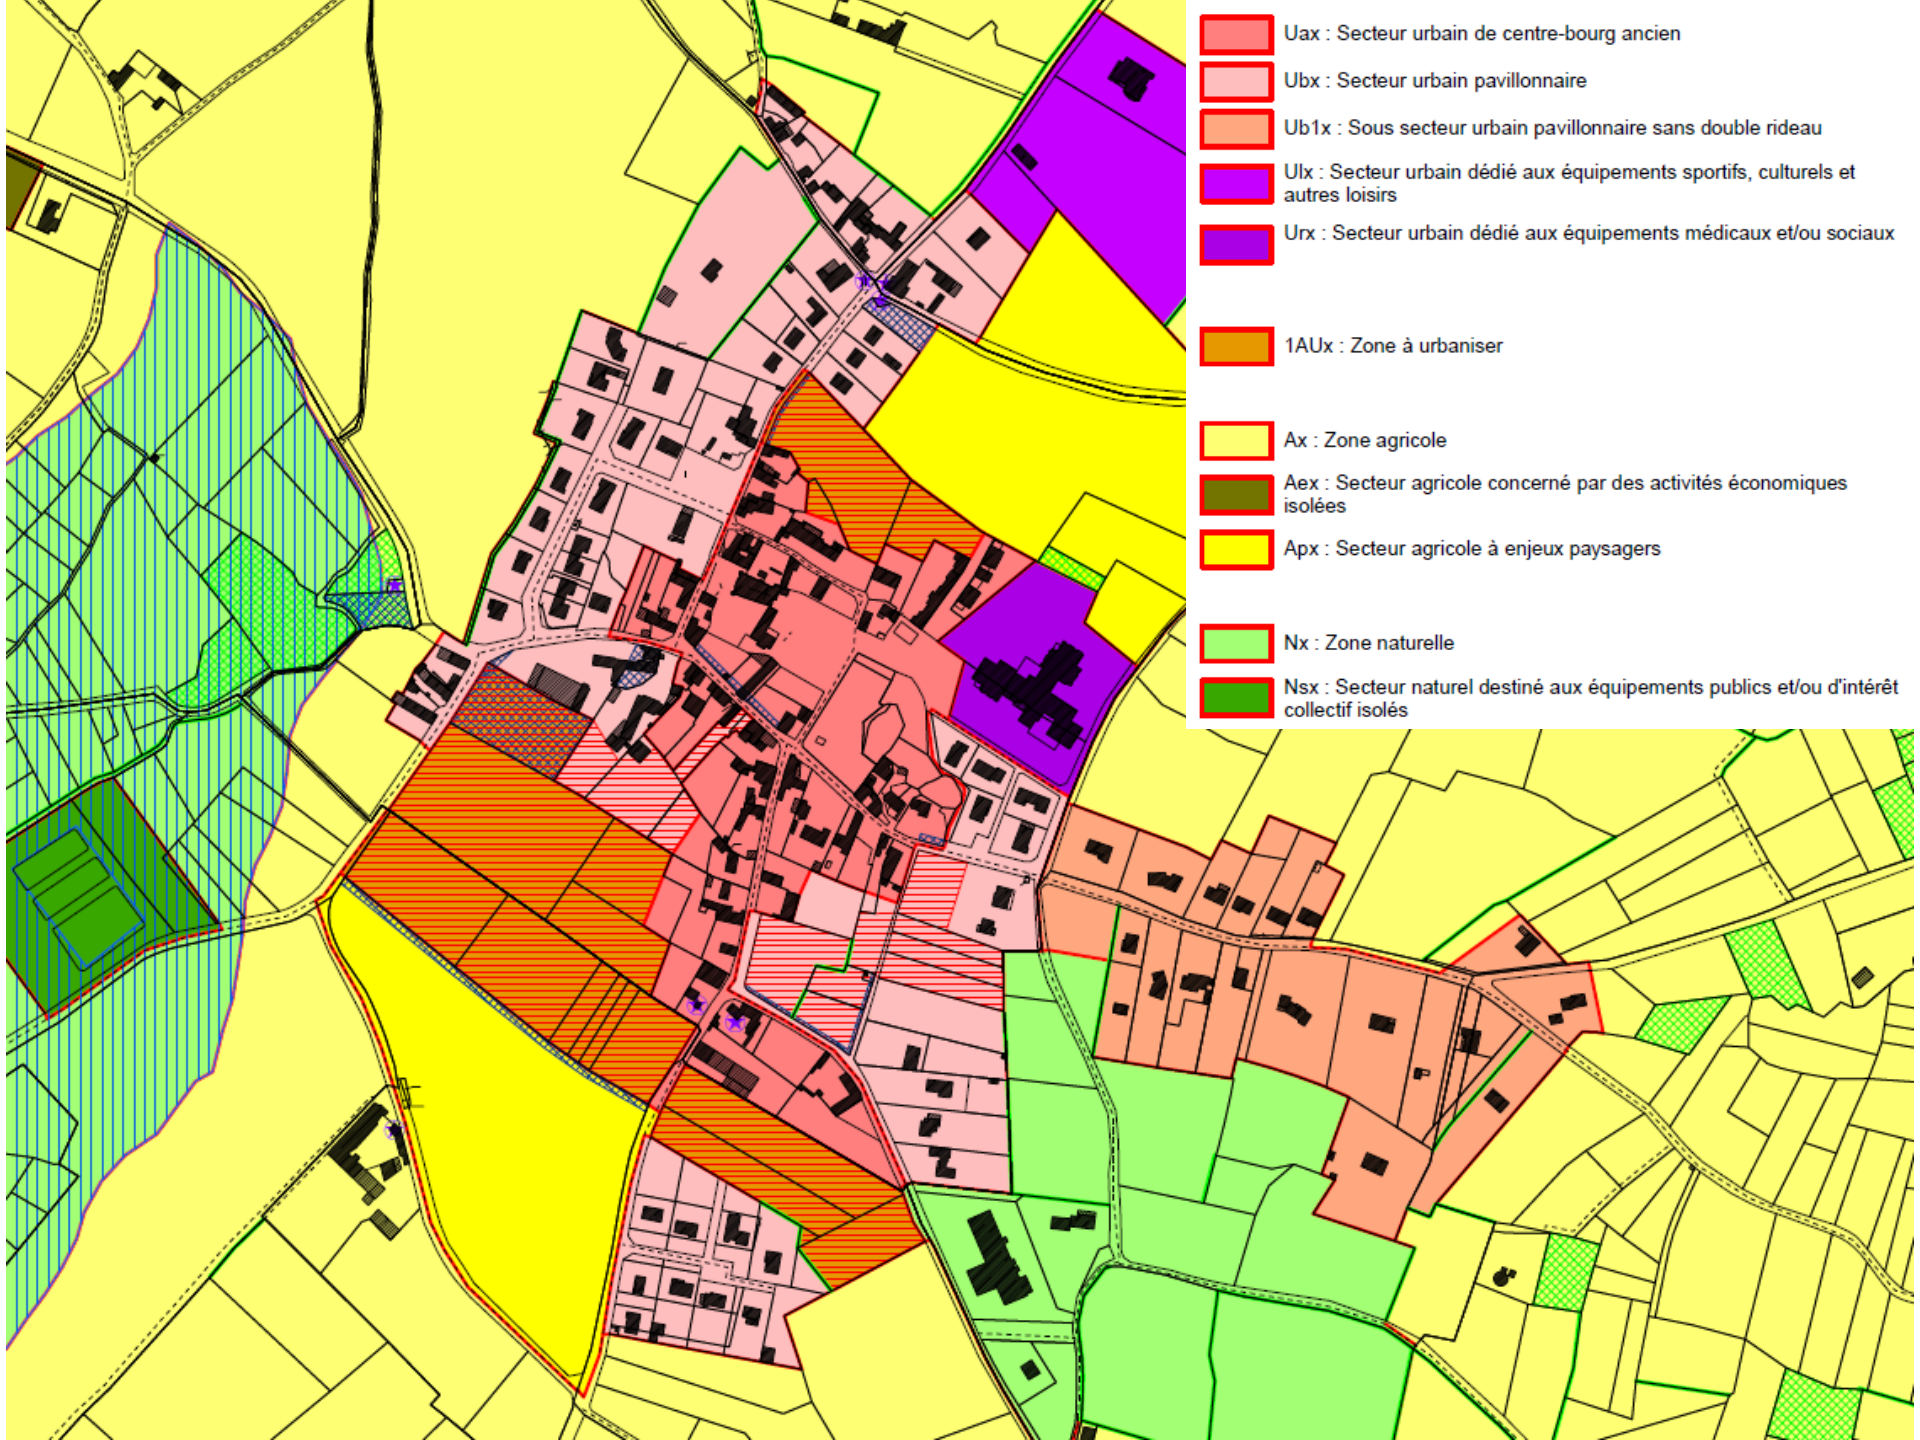 Uax : Secteur urbain de centre-bourg ancien
Ubx : Secteur urbain pavillonnaire
Ub1x : Sous secteur urbain pavillonnaire sans double rideau
Ulx : Secteur urbain dédié aux équipements sportifs, culturels et
autres loisirs
Urx : Secteur urbain dédié aux équipements médicaux et/ou sociaux
1AUx : Zone à urbaniser
Ax : Zone agricole
Aex : Secteur agricole concerné par des activités économiques
isolées
Apx : Secteur agricole à enjeux paysagers
Nx : Zone naturelle
Nsx : Secteur naturel destiné aux équipements publics et/ou d'intérêt
collectif isolés